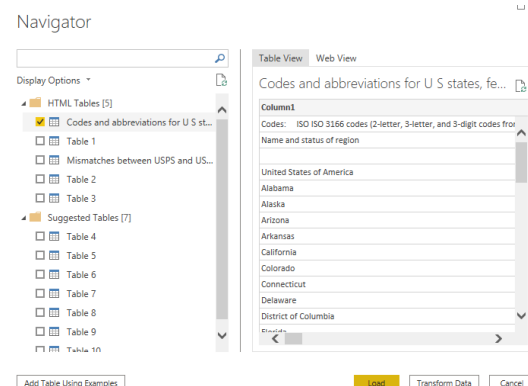 Navigator
Display Options
HTML Tables [5]
Codes and abbreviations for U S st...
Table 1
Mismatches between USPS and US...
Table 2
Table 3
Suggested Tables [7]
Table 4
Table 5
Table 6
Table 7
Table 8
Table 9
Table 10
Table View Web View
Codes and abbreviations for U S states, fe...
Column1
Codes: ISO ISO 3166 codes (2-letter, 3-letter, and 3-digit codes from
Name and status of region
United States of America
Alabama
Alaska
Arizona
Arkansas
California
Colorado
Connecticut
Delaware
District of Columbia
Florida
Add Table Using Examples
Load Transform Data Cancel